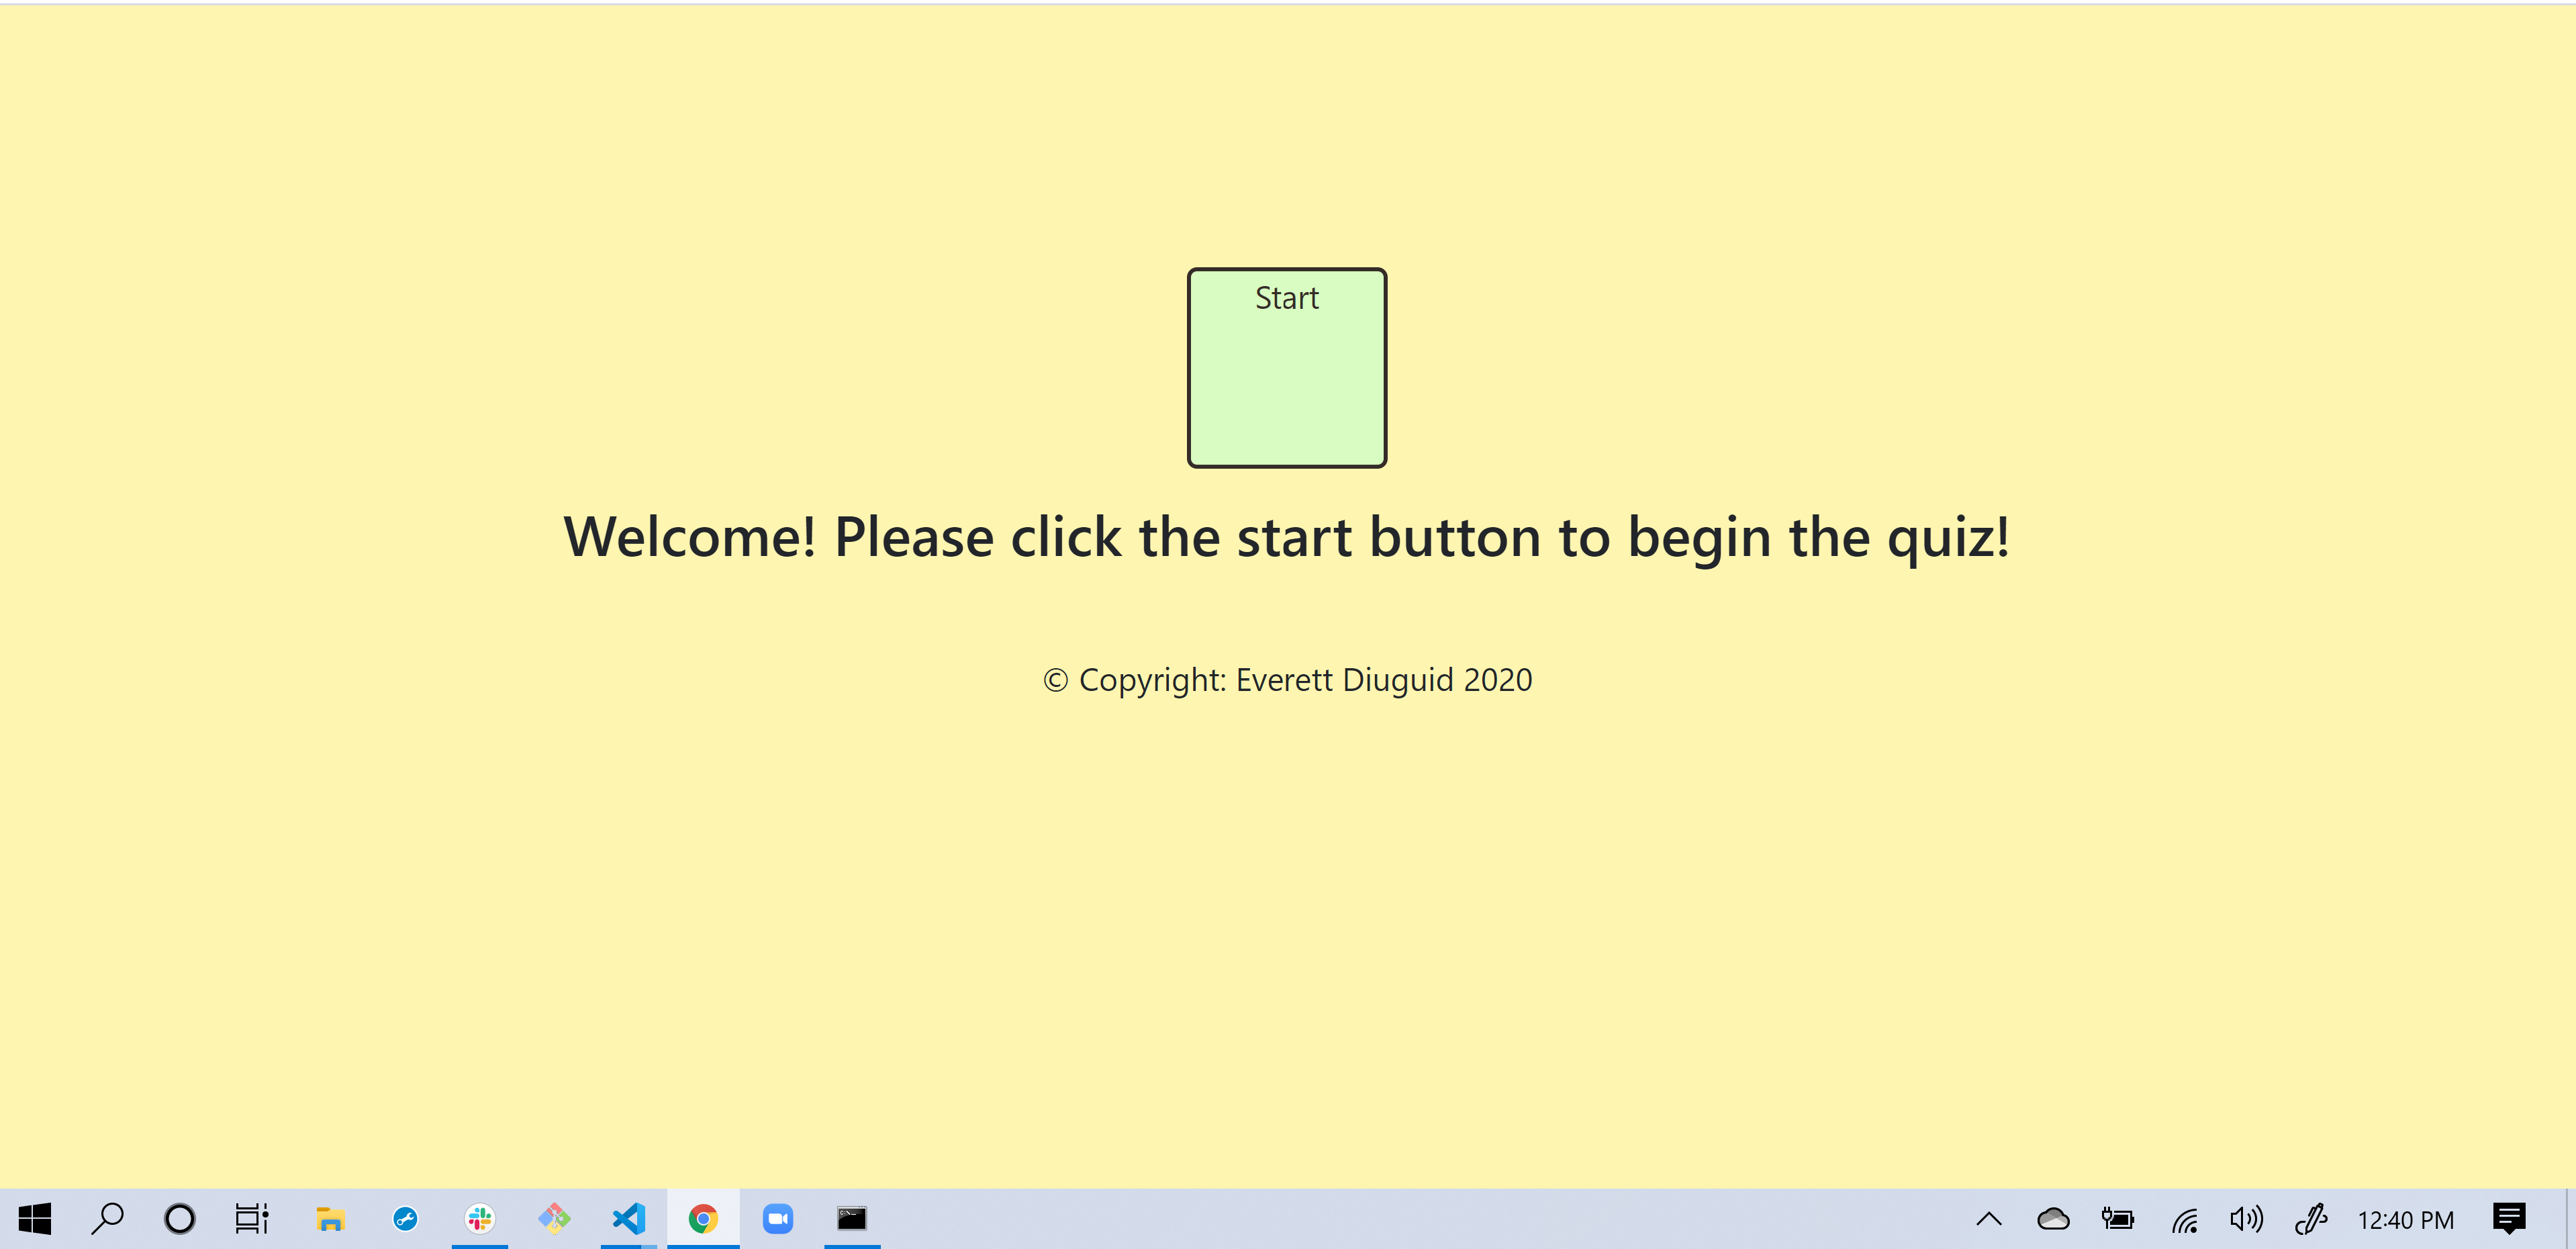 Start
Welcome! Please click the start button to begin the quiz!
© Copyright: Everett Diuguid 2020
12:40 PM